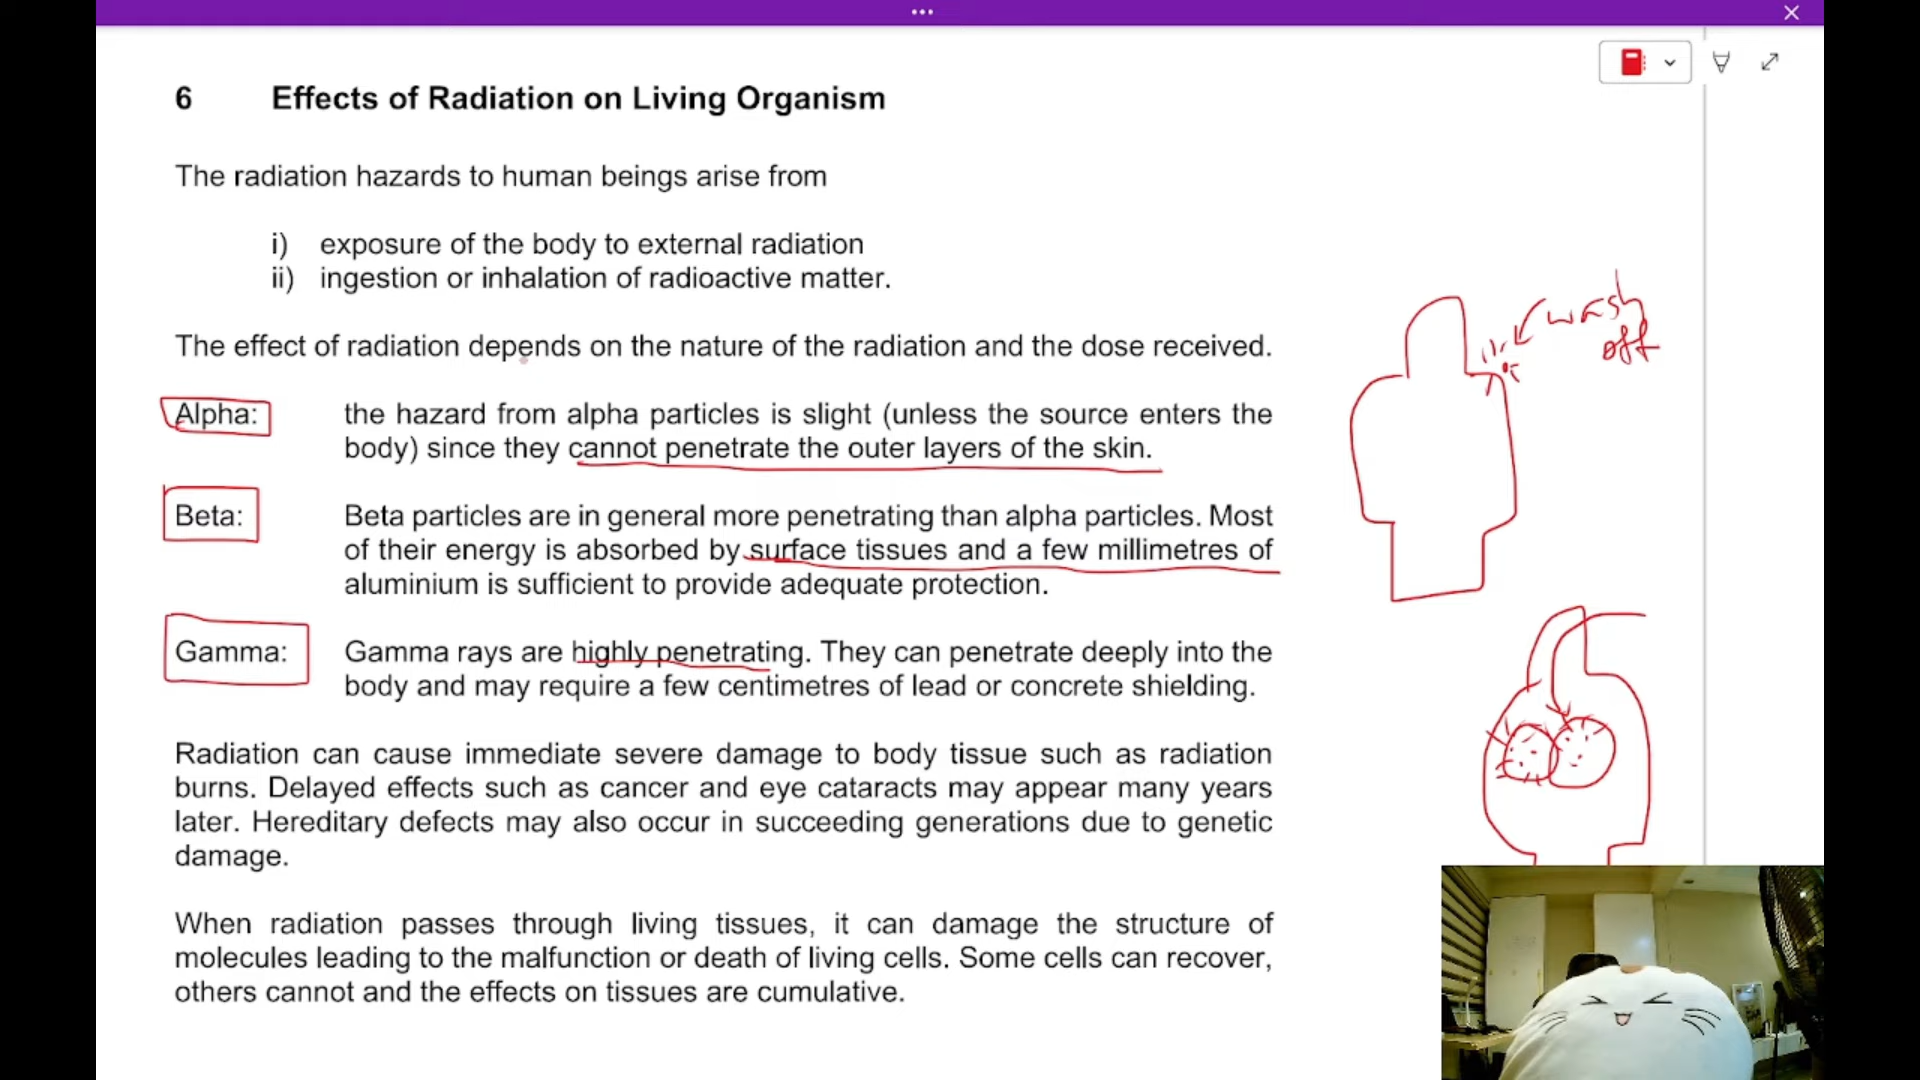 6 Effects of Radiation on Living Organism
The radiation hazards to human beings arise from
i) exposure of the body to external radiation
ii) ingestion or inhalation of radioactive matter.
The effect of radiation depends on the nature of the radiation and the dose received.
Alpha: the hazard from alpha particles is slight (unless the source enters the
body) since they cannot penetrate the outer layers of the skin.
Beta: Beta particles are in general more penetrating than alpha particles. Most
of their energy is absorbed by surface tissues and a few millimetres of
aluminium is sufficient to provide adequate protection.
Gamma: Gamma rays are highly penetrating. They can penetrate deeply into the
body and may require a few centimetres of lead or concrete shielding.
Radiation can cause immediate severe damage to body tissue such as radiation
burns. Delayed effects such as cancer and eye cataracts may appear many years
later. Hereditary defects may also occur in succeeding generations due to genetic
damage.
When radiation passes through living tissues, it can damage the structure of
molecules leading to the malfunction or death of living cells. Some cells can recover,
others cannot and the effects on tissues are cumulative.
wash
off